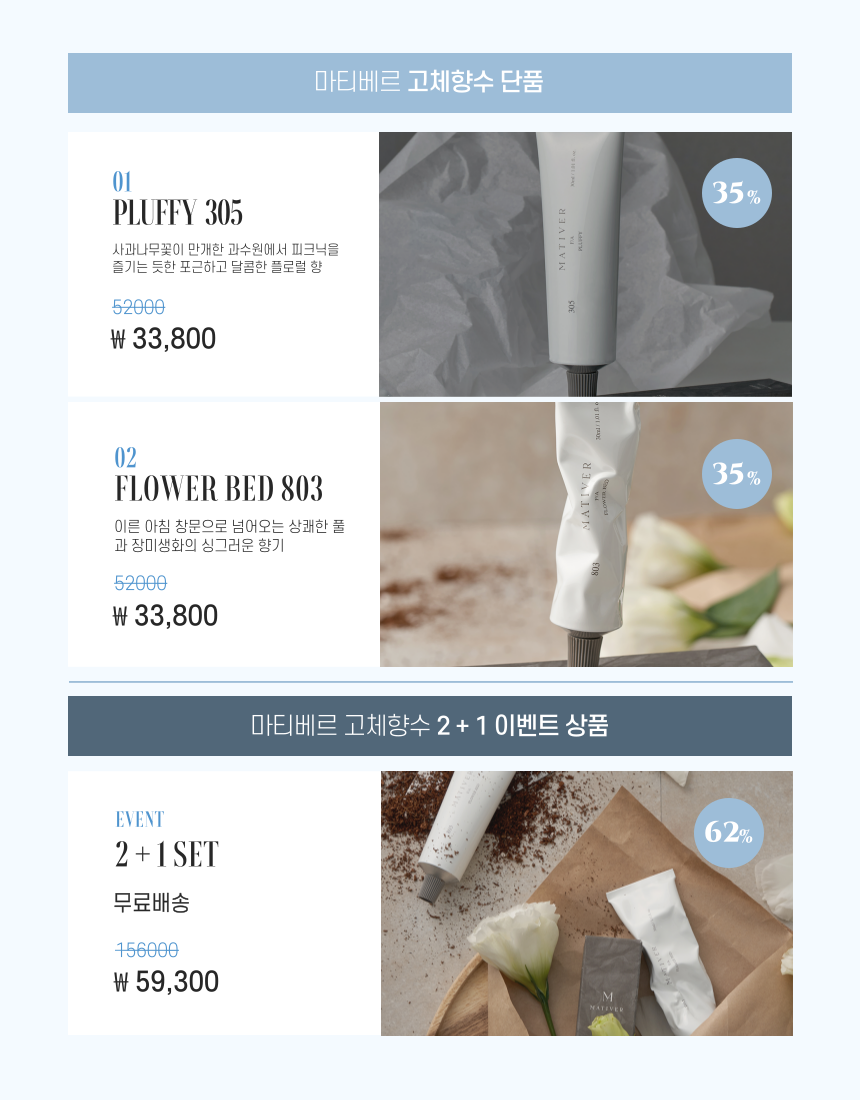 마티베르 고체향수 단품
01
PLUFFY 305
사과나무꽃이 만개한 과수원에서 피크닉을
즐기는 듯한 포근하고 달콤한 플로럴 향
52000
₩ 33,800
35%
MATIVER
PLUFFY
305
02
FLOWER BED 803
이른 아침 창문으로 넘어오는 상쾌한 풀
과 장미생화의 싱그러운 향기
52000
₩ 33,800
35%
MATIVER
803
마티베르 고체향수 2 + 1 이벤트 상품
EVENT
2 + 1 SET
무료배송
156000
₩ 59,300
62%
M
MATIVER